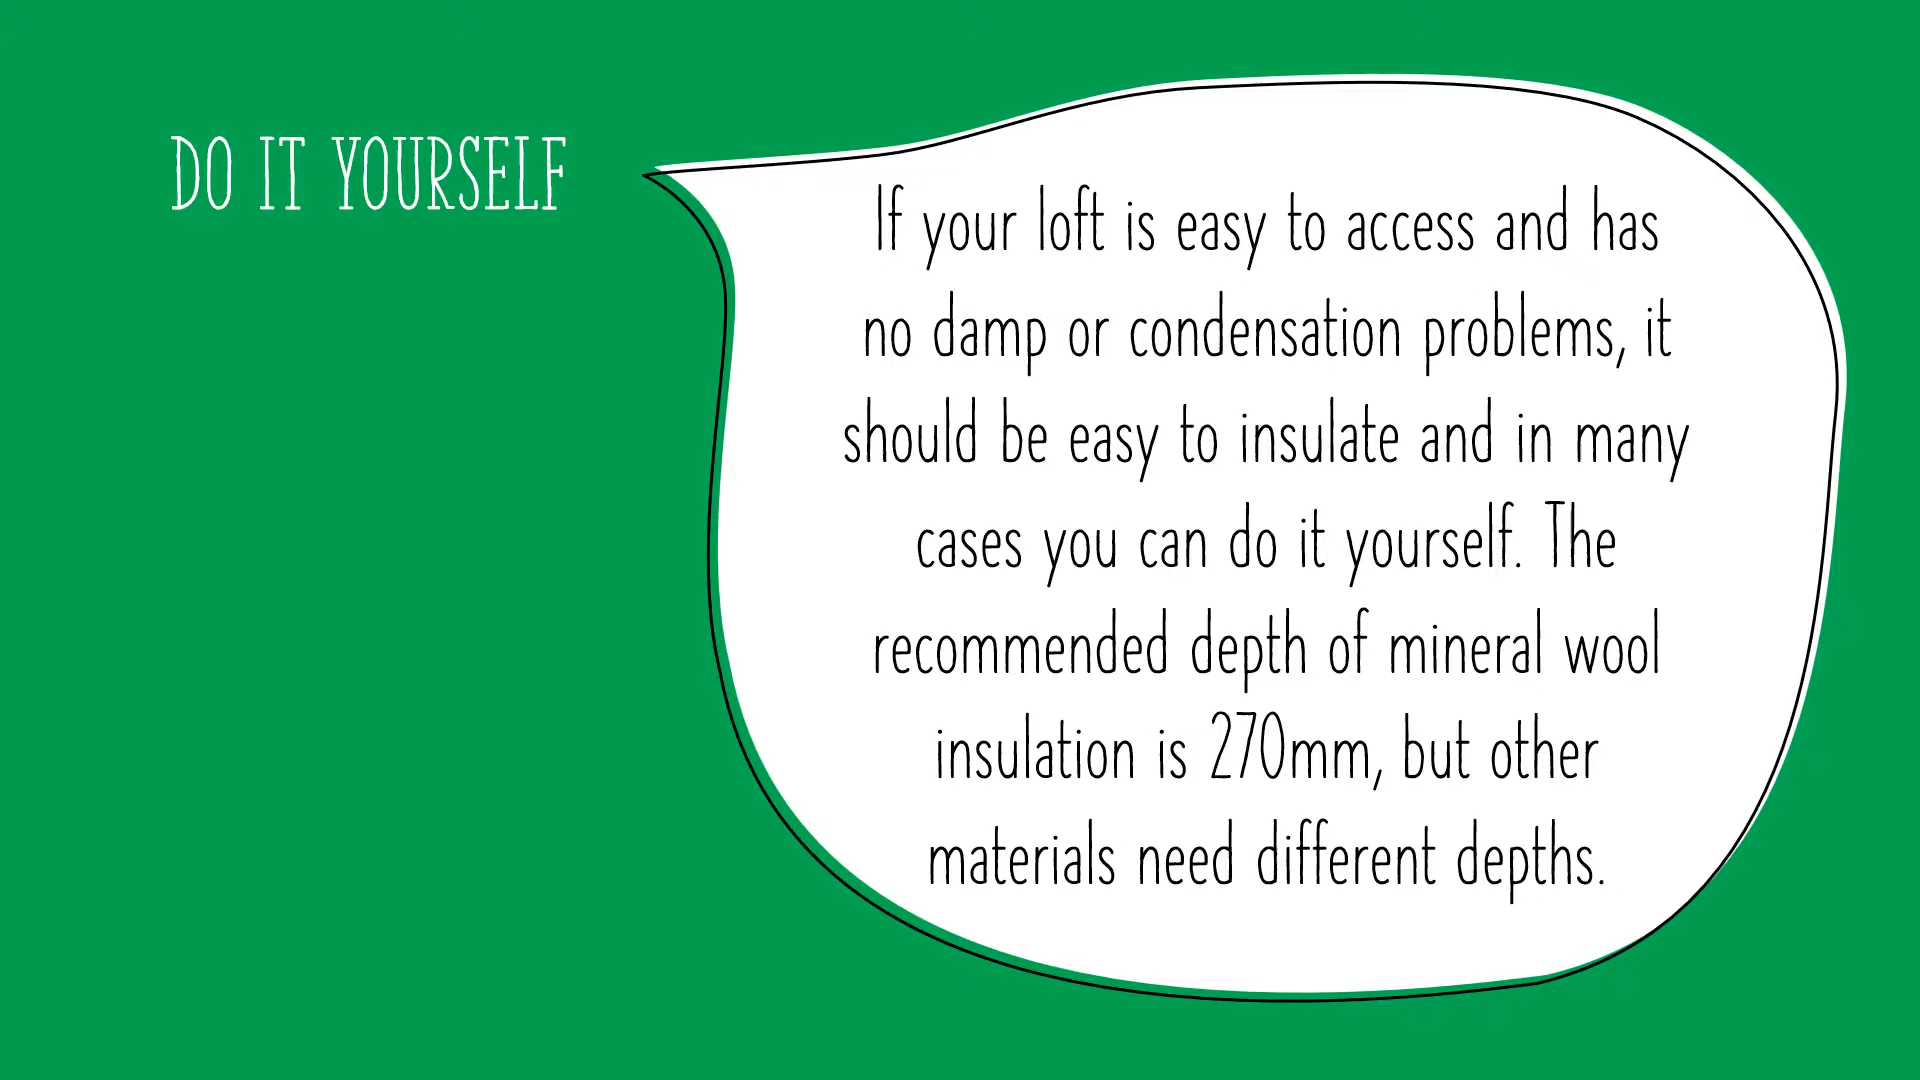 DO IT YOURSELF
If your loft is easy to access and has
no damp or condensation problems, it
should be easy to insulate and in many
cases you can do it yourself. The
recommended depth of mineral wool
insulation is 270mm, but other
materials need different depths.